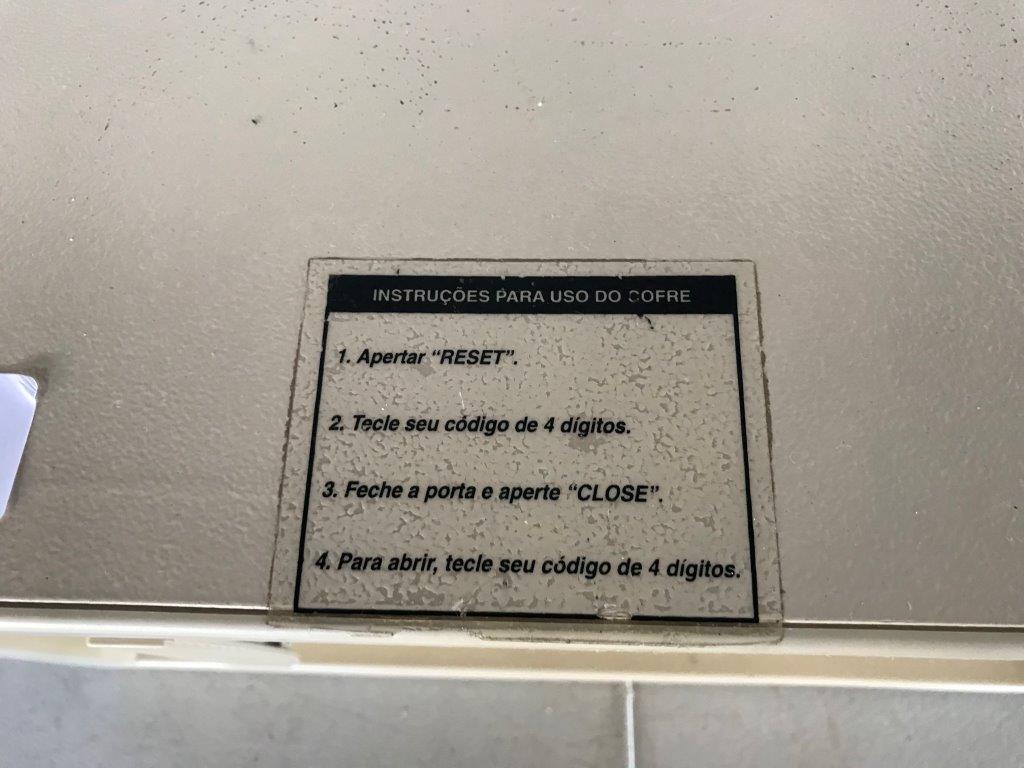 INSTRUÇÕES PARA USO DO COFRE
1. Apertar “RESET”.
2. Tecle seu código de 4 dígitos.
3. Feche a porta e aperte “CLOSE”.
4. Para abrir, tecle seu código de 4 dígitos.